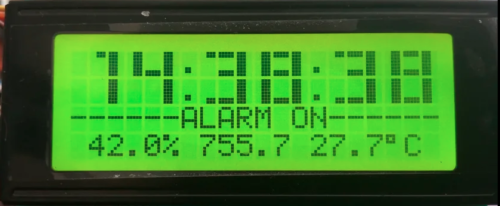 14:38:38
------ALARM ON------
42.0% 755.7 27.7°C